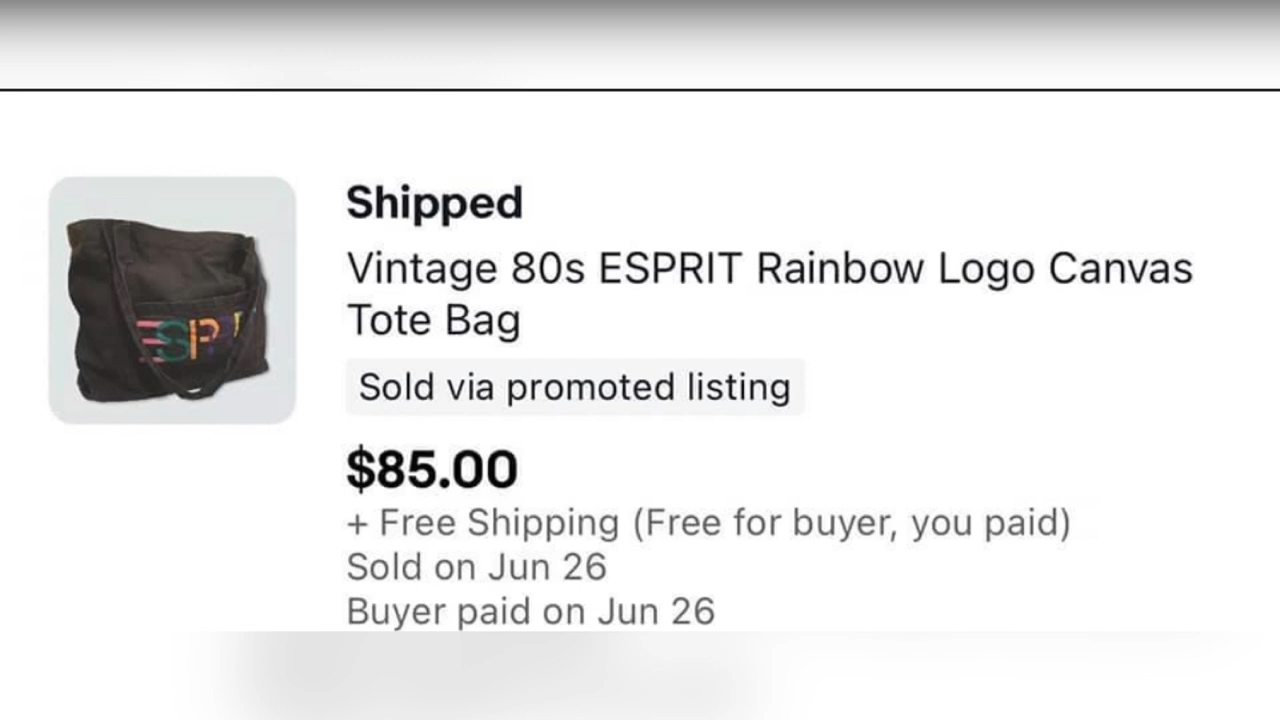 Shipped
Vintage 80s ESPRIT Rainbow Logo Canvas
Tote Bag
Sold via promoted listing
$85.00
+ Free Shipping (Free for buyer, you paid)
Sold on Jun 26
Buyer paid on Jun 26